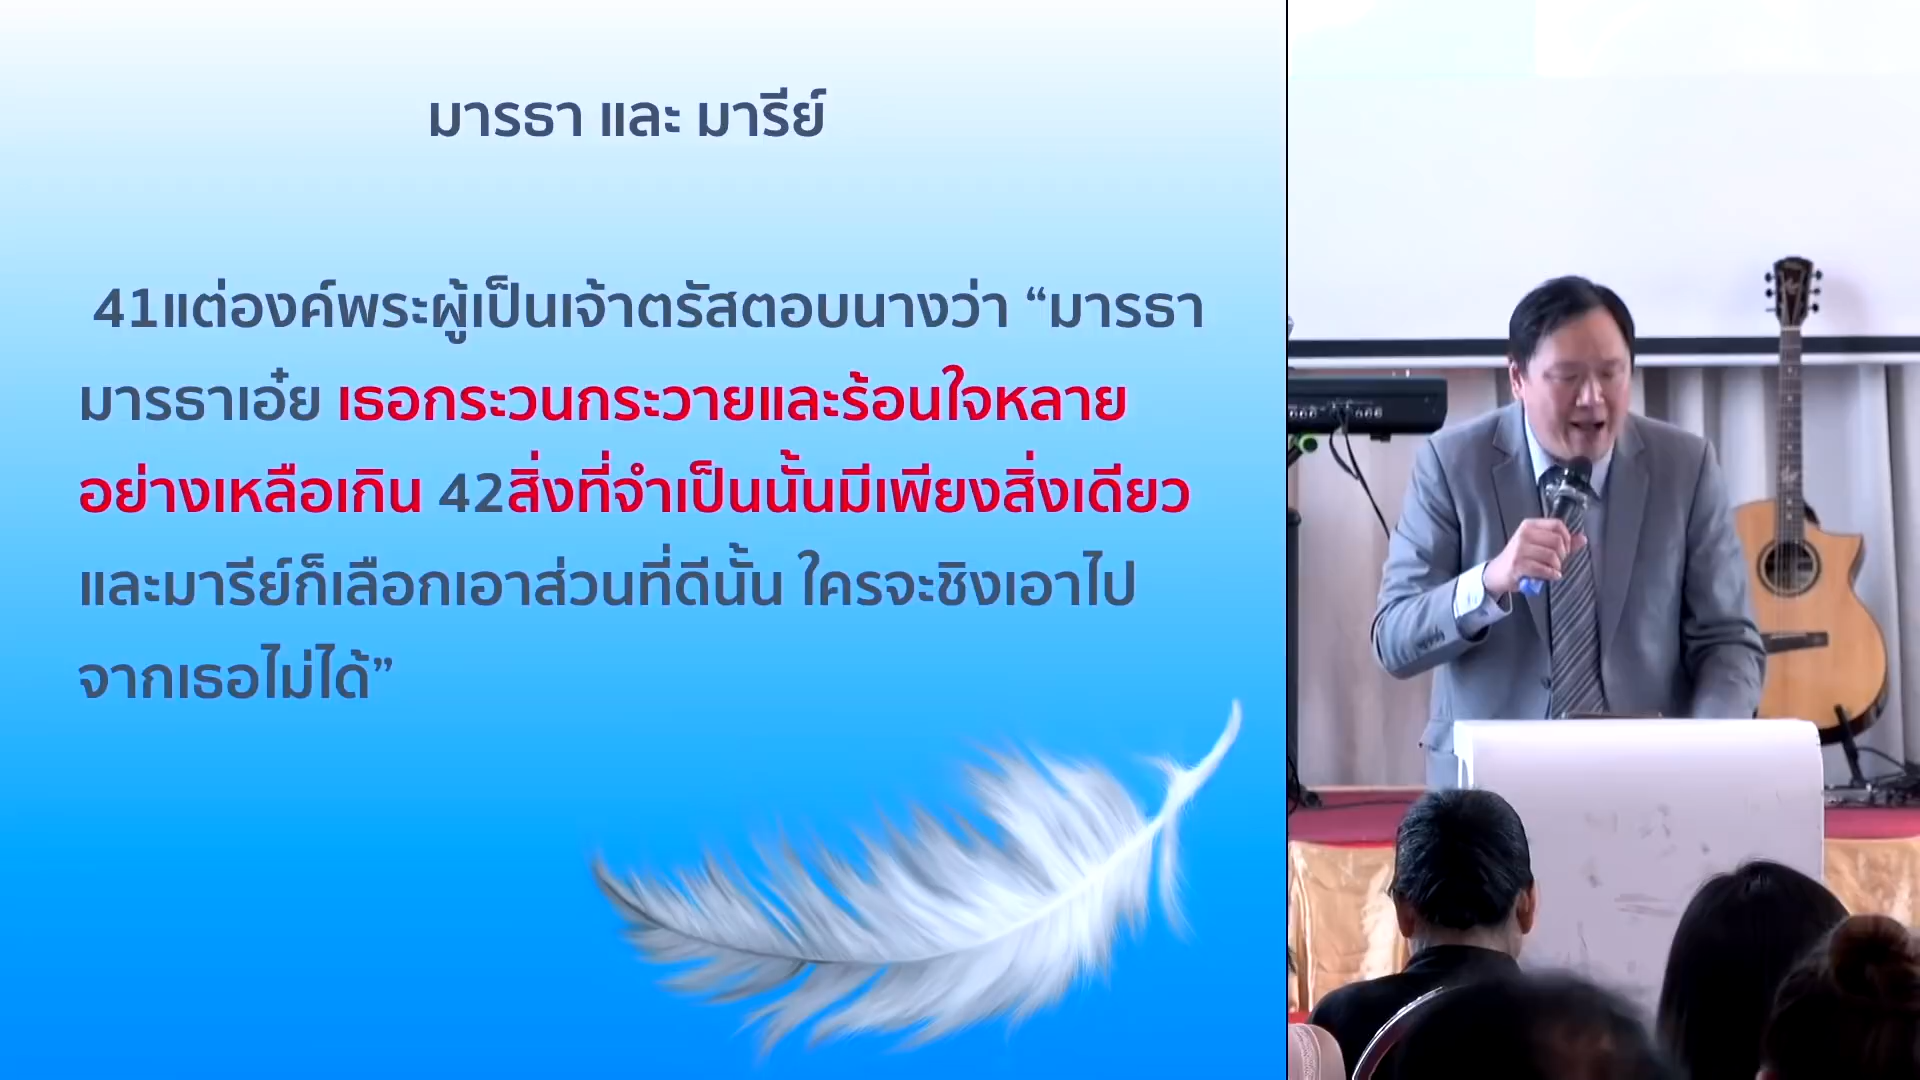 มารธา และ มารีย์
41แต่องค์พระผู้เป็นเจ้าตรัสตอบนางว่า “มารธา
มารธาเอ๋ย เธอกระวนกระวายและร้อนใจหลาย
อย่างเหลือเกิน 42สิ่งที่จำเป็นนั้นมีเพียงสิ่งเดียว
และมารีย์ก็เลือกเอาส่วนที่ดีนั้น ใครจะชิงเอาไป
จากเธอไม่ได้”